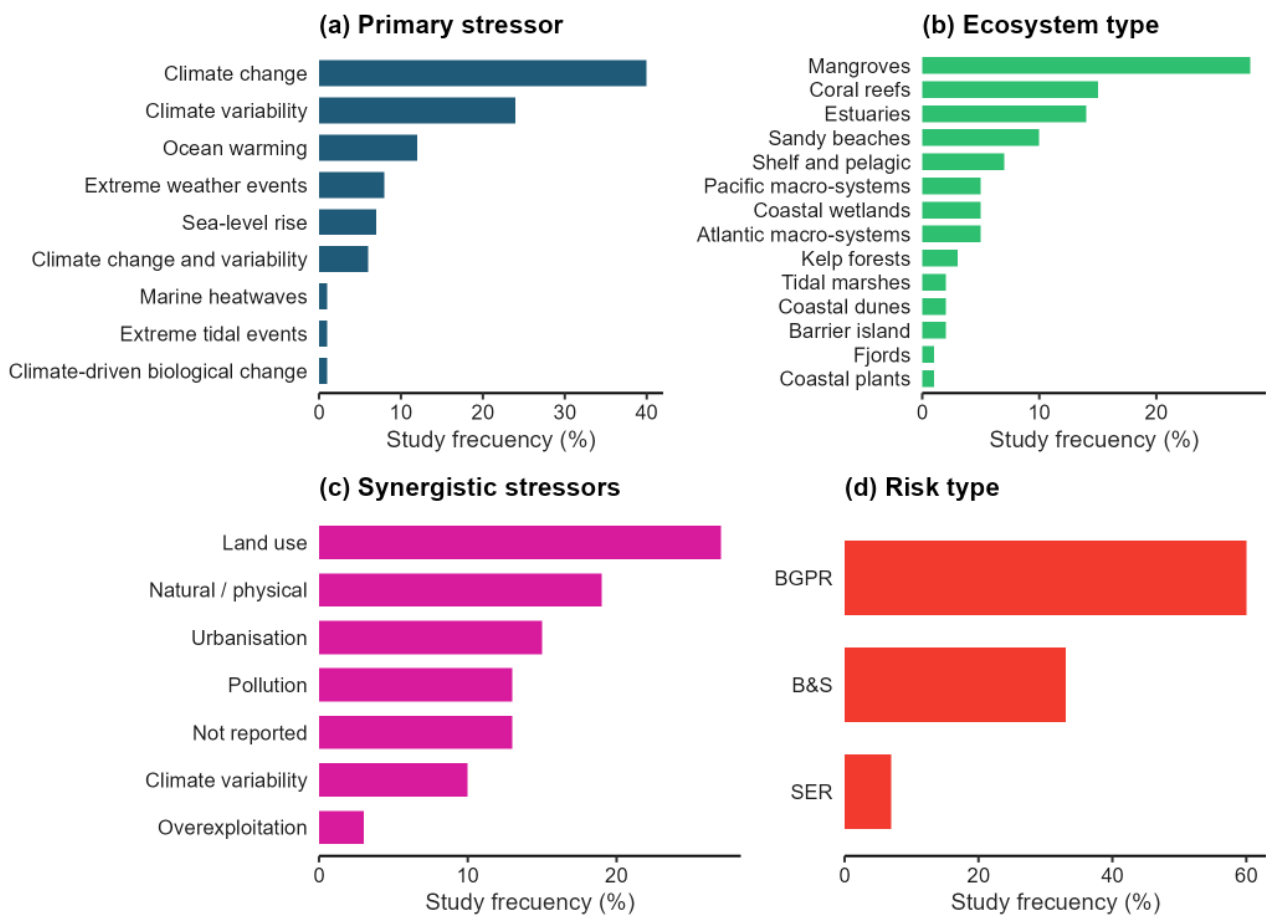 (a) Primary stressor
Climate change
Climate variability
Ocean warming
Extreme weather events
Sea-level rise
Climate change and variability
Marine heatwaves
Extreme tidal events
Climate-driven biological change
0 10 20 30 40
Study frecuency (%)
(b) Ecosystem type
Mangroves
Coral reefs
Estuaries
Sandy beaches
Shelf and pelagic
Pacific macro-systems
Coastal wetlands
Atlantic macro-systems
Kelp forests
Tidal marshes
Coastal dunes
Barrier island
Fjords
Coastal plants
0 10 20
Study frecuency (%)
(c) Synergistic stressors
Land use
Natural / physical
Urbanisation
Pollution
Not reported
Climate variability
Overexploitation
0 10 20
Study frecuency (%)
(d) Risk type
BGPR
B&S
SER
0 20 40 60
Study frecuency (%)